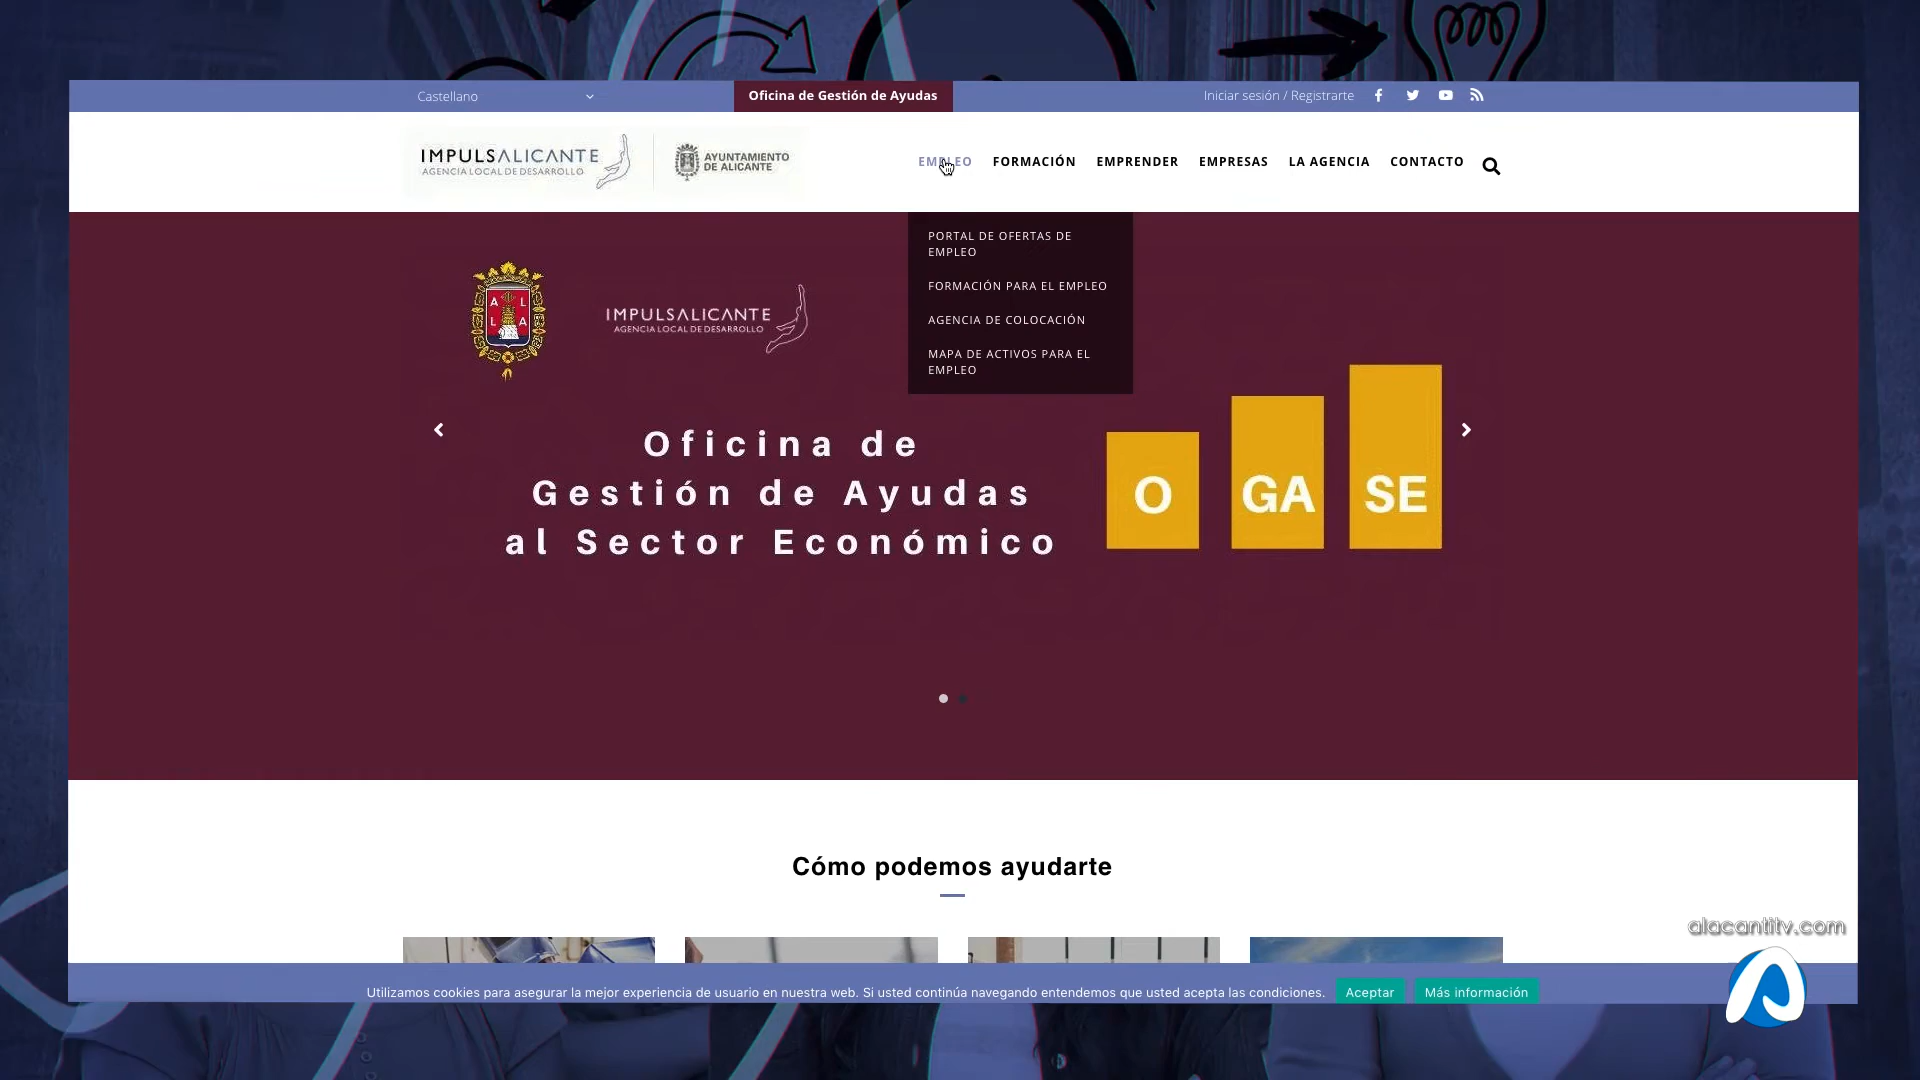 Castellano
Oficina de Gestión de Ayudas
Iniciar sesión / Registrarte
IMPULSALICANTE
AGENCIA LOCAL DE DESARROLLO
AYUNTAMIENTO
DE ALICANTE
EMPLEO
FORMACIÓN
EMPRENDER
EMPRESAS
LA AGENCIA
CONTACTO
PORTAL DE OFERTAS DE
EMPLEO
FORMACIÓN PARA EL EMPLEO
AGENCIA DE COLOCACIÓN
MAPA DE ACTIVOS PARA EL
EMPLEO
A L
L A
IMPULSALICANTE
AGENCIA LOCAL DE DESARROLLO
Oficina de
Gestión de Ayudas
al Sector Económico
O GA SE
Cómo podemos ayudarte
alacantitv.com
Utilizamos cookies para asegurar la mejor experiencia de usuario en nuestra web. Si usted continúa navegando entendemos que usted acepta las condiciones.
Aceptar
Más información